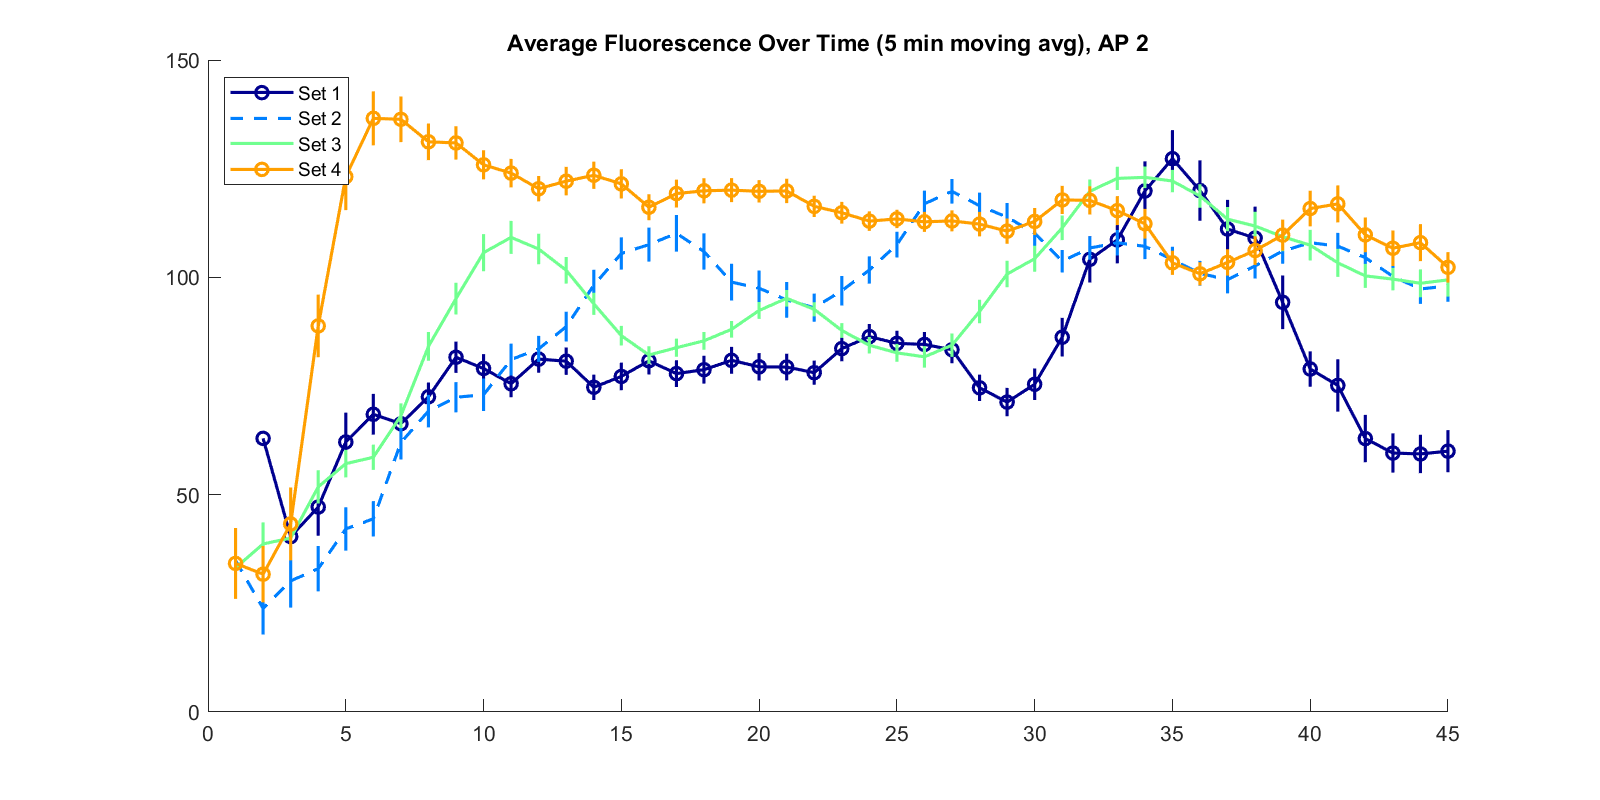 Average Fluorescence Over Time (5 min moving avg), AP 2
150
100
50
0
Set 1
Set 2
Set 3
Set 4
0 5 10 15 20 25 30 35 40 45